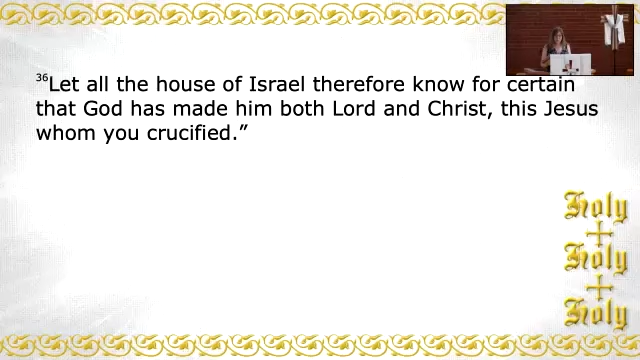 36Let all the house of Israel therefore know for certain
that God has made him both Lord and Christ, this Jesus
whom you crucified.”
Holy
Holy
Holy